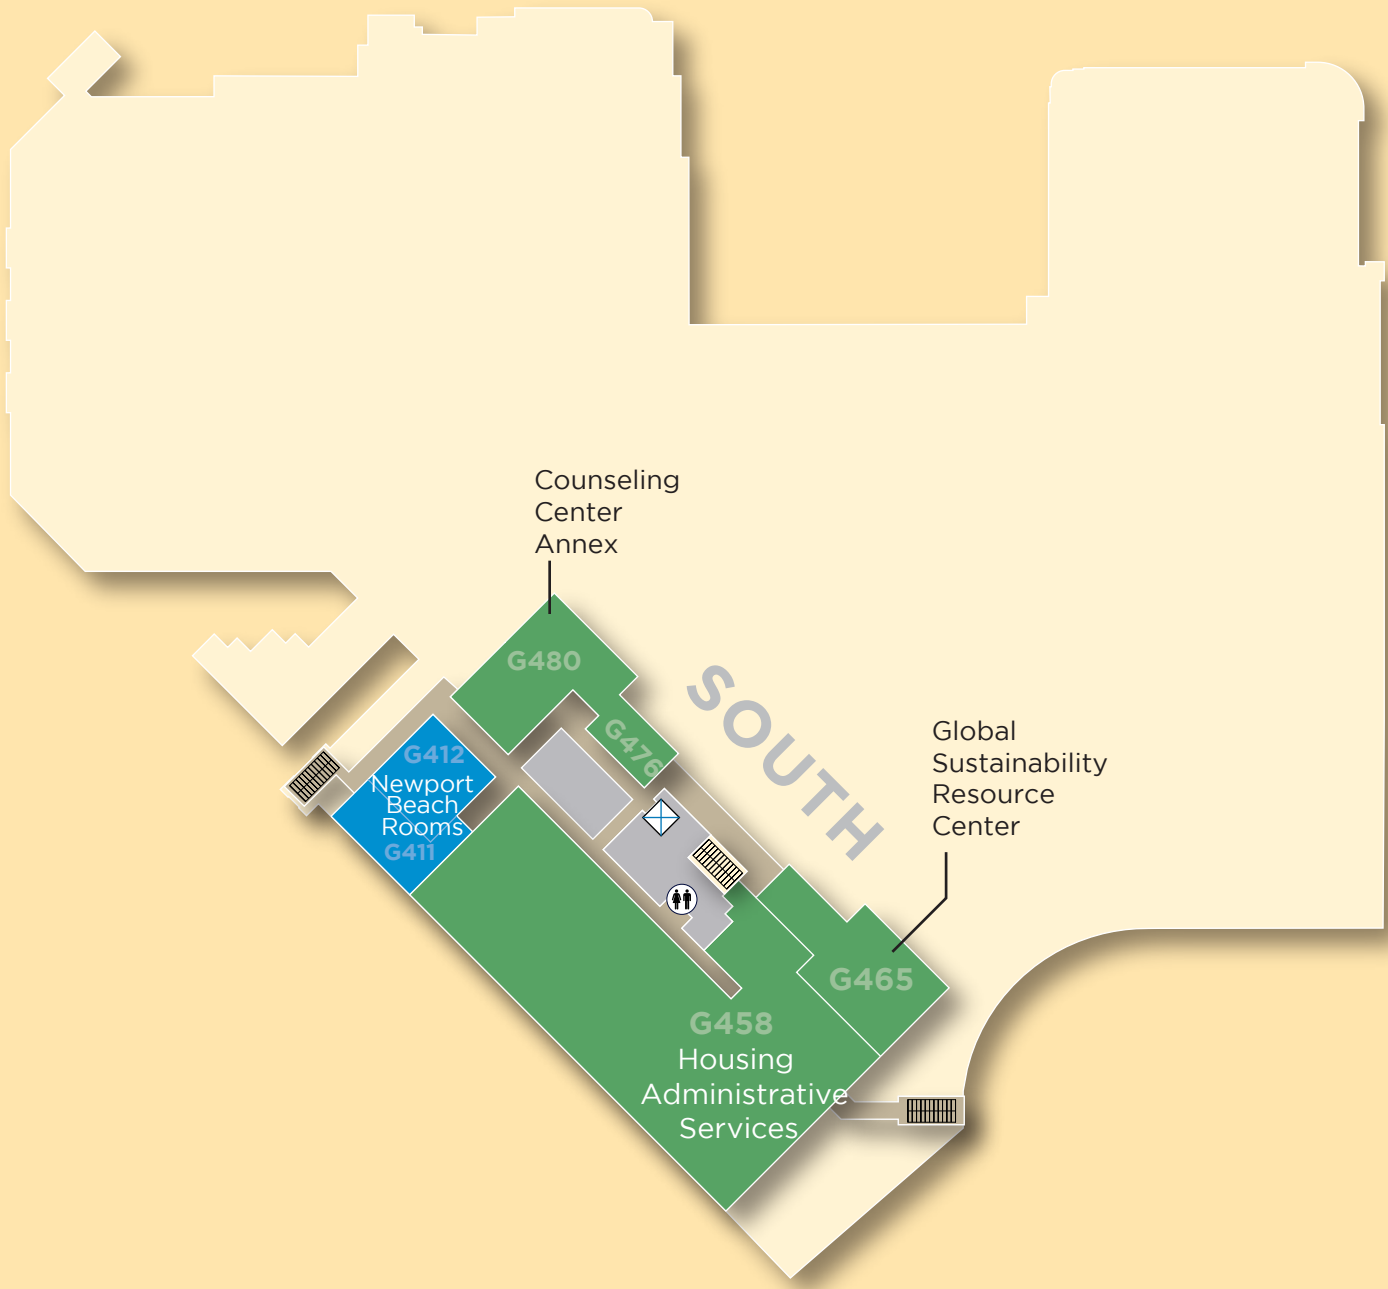 Counseling
Center
Annex
G480
G476
SOUTH
Global
Sustainability
Resource
Center
G412
Newport
Beach
Rooms
G411
G465
G458
Housing
Administrative
Services